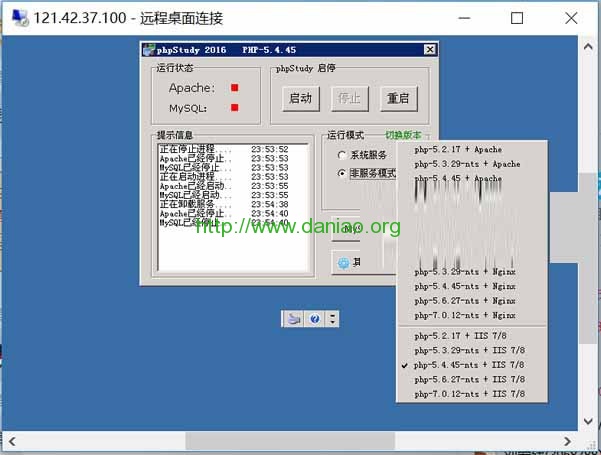 121.42.37.100 - 远程桌面连接
phpStudy 2016 PHP-5.4.45
运行状态
Apache:
MySQL:
phpStudy 启停
启动
停止
重启
提示信息
正在停止进程.... 23:53:52
Apache已经停止.. 23:53:53
MySQL已经停止... 23:53:53
正在启动进程.... 23:53:53
Apache已经启动.. 23:53:55
MySQL已经启动... 23:53:55
正在卸载服务.... 23:54:38
Apache已经停止.. 23:54:40
MySQL已经停止... 23:54:40
运行模式
切换版本
系统服务
非服务模式
http://www.daniao.org
php-5.2.17 + Apache
php-5.3.29-nts + Apache
php-5.4.45 + Apache
php-5.3.29-nts + Nginx
php-5.4.45-nts + Nginx
php-5.6.27-nts + Nginx
php-7.0.12-nts + Nginx
php-5.2.17 + IIS 7/8
php-5.3.29-nts + IIS 7/8
php-5.4.45-nts + IIS 7/8
php-5.6.27-nts + IIS 7/8
php-7.0.12-nts + IIS 7/8